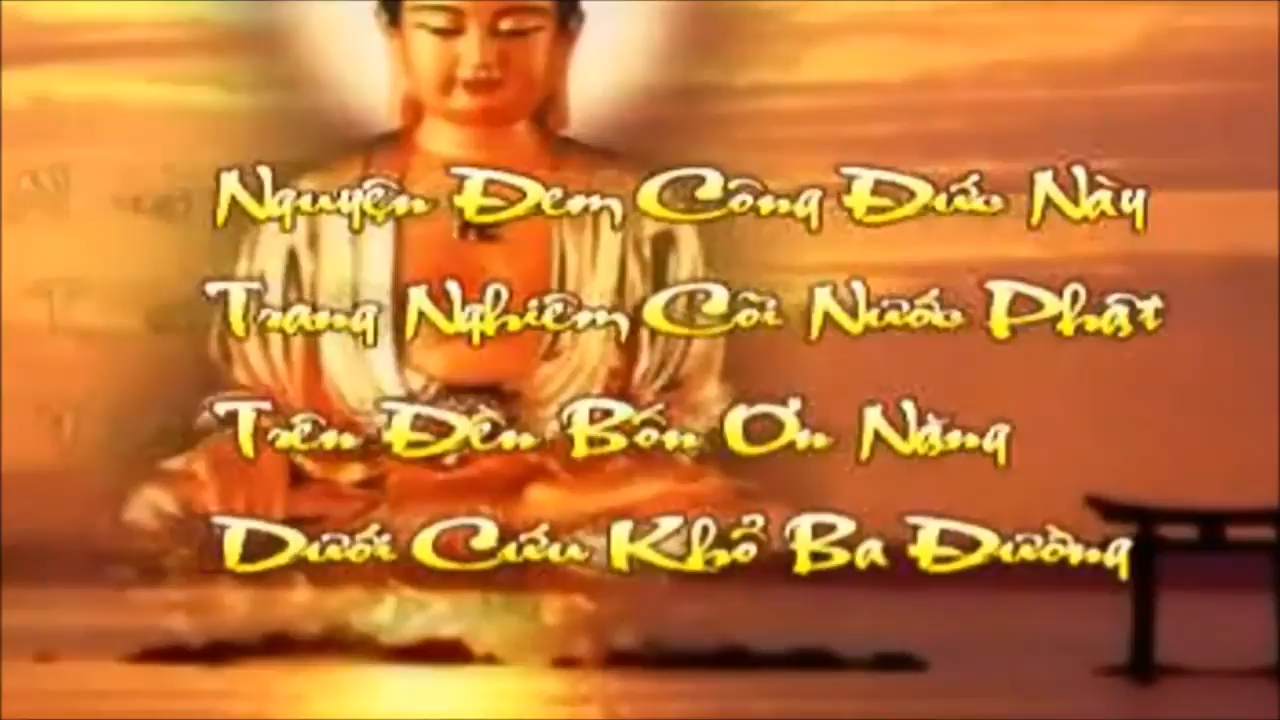 Nguyện Đem Công Đức Này
Trang Nghiêm Cõi Nước Phật
Trên Đền Bốn Ơn Nặng
Dưới Cứu Khổ Ba Đường